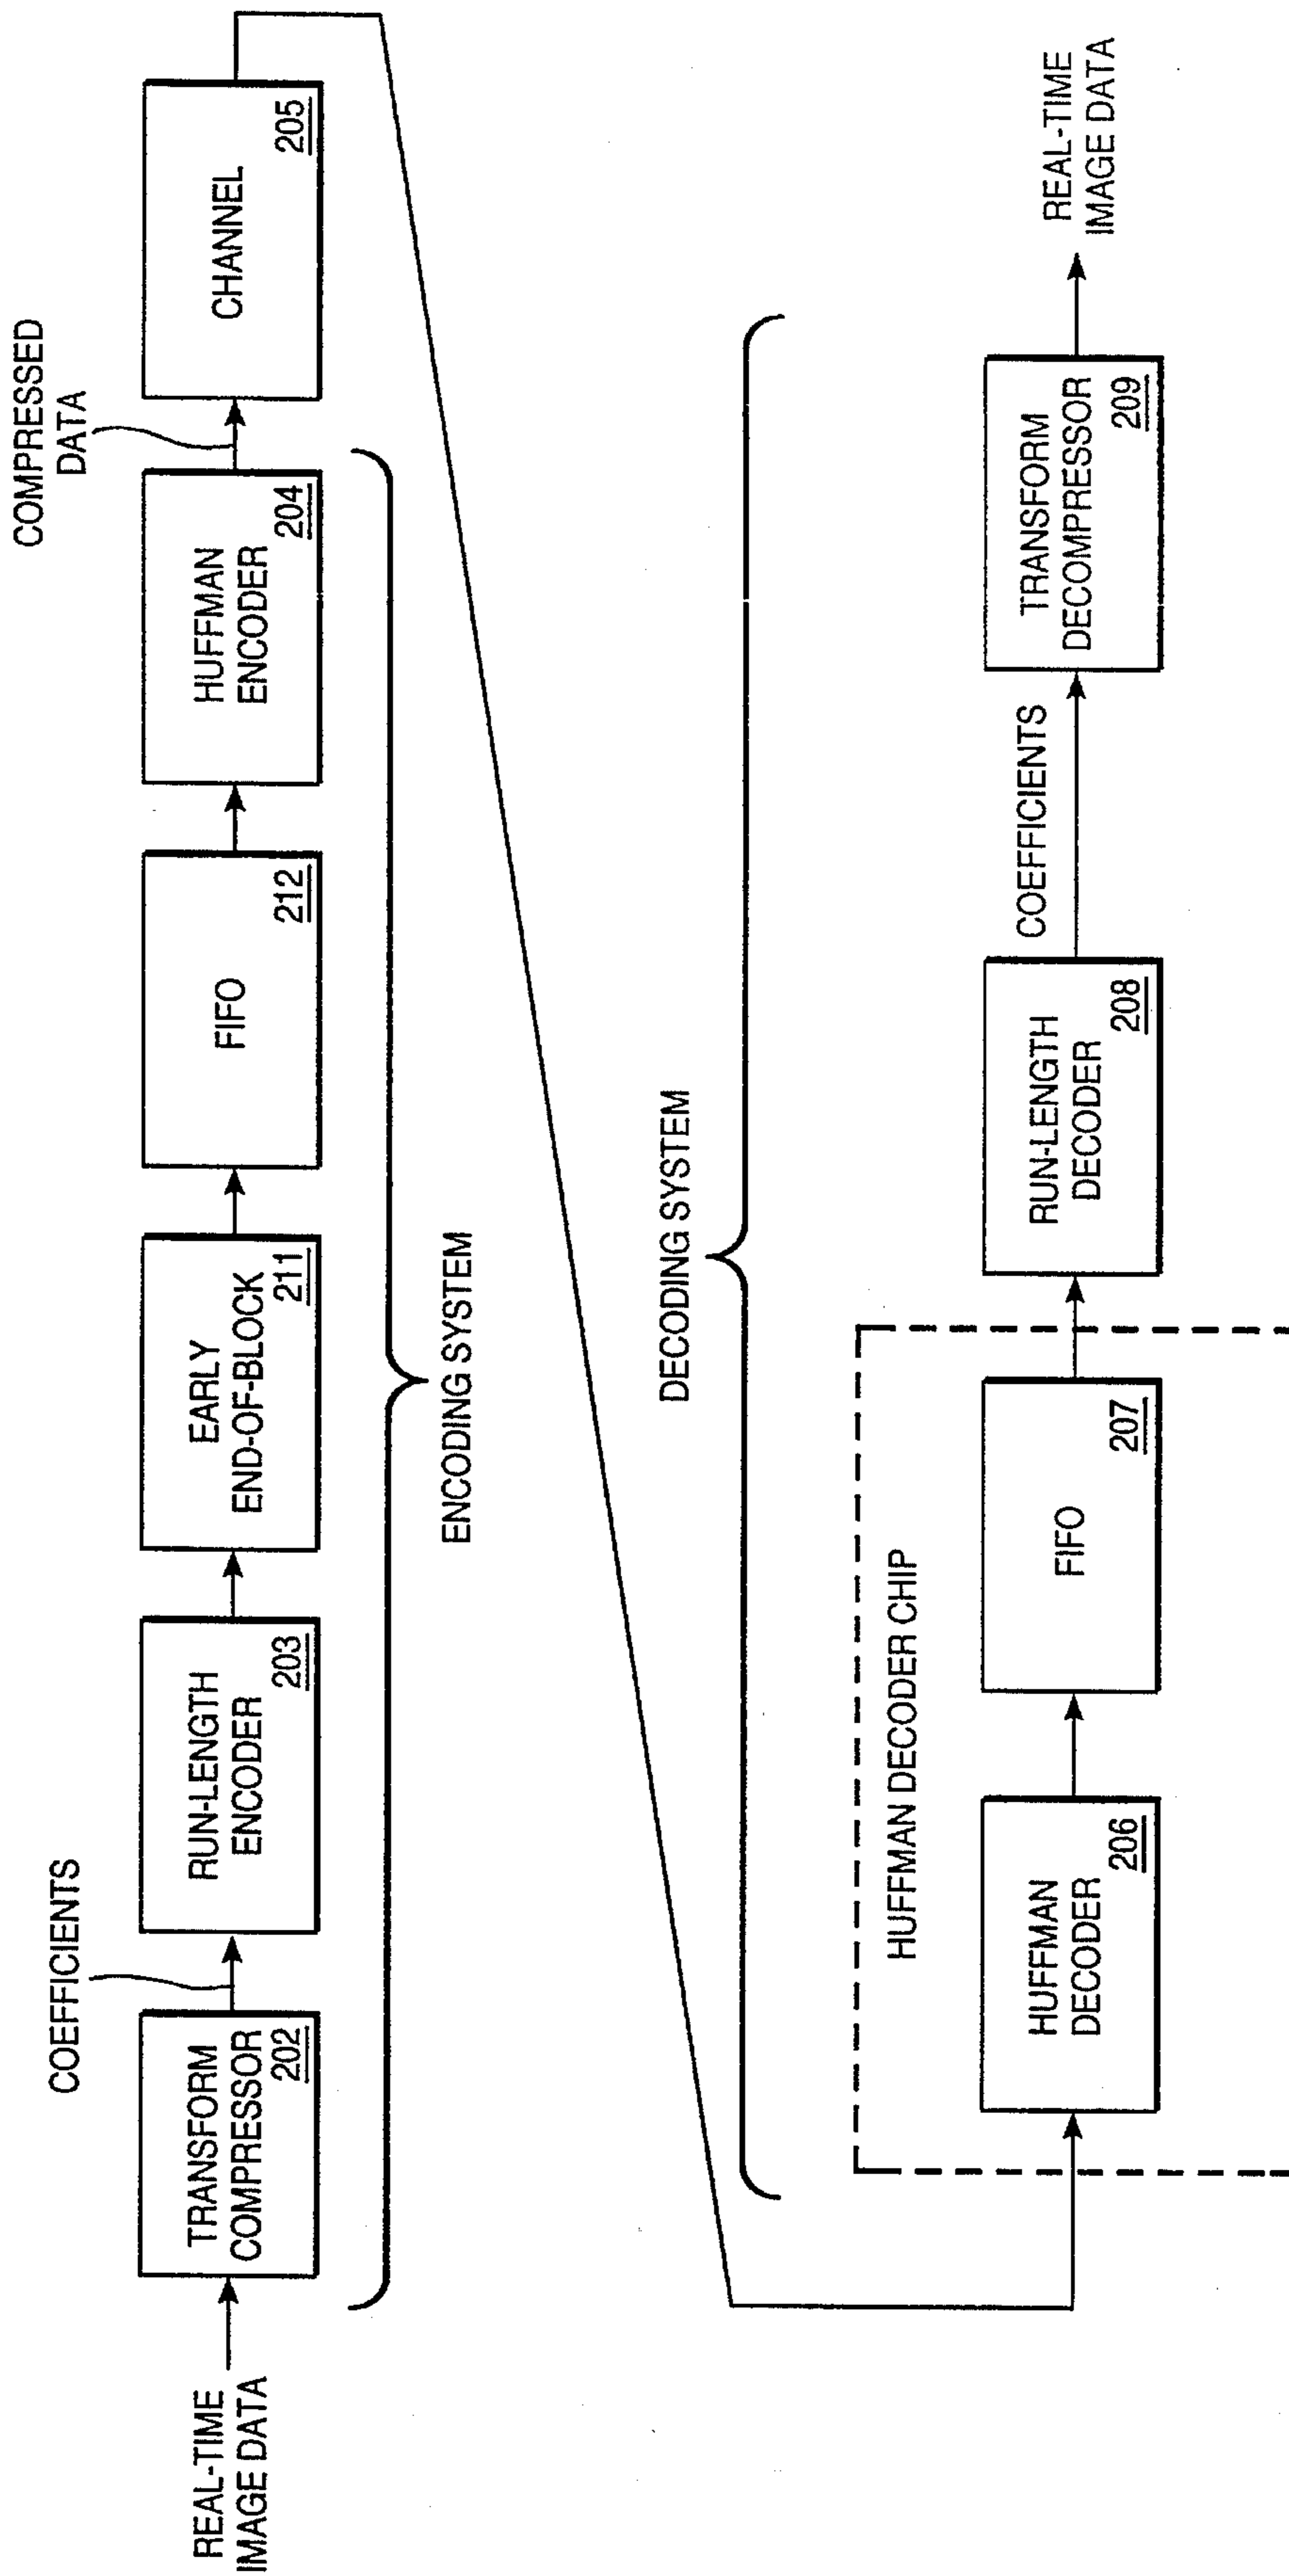 REAL-TIME
IMAGE DATA
TRANSFORM
COMPRESSOR
202
COEFFICIENTS
RUN-LENGTH
ENCODER
203
EARLY
END-OF-BLOCK
211
FIFO
212
HUFFMAN
ENCODER
204
COMPRESSED
DATA
CHANNEL
205
ENCODING SYSTEM
DECODING SYSTEM
HUFFMAN DECODER CHIP
HUFFMAN
DECODER
206
FIFO
207
RUN-LENGTH
DECODER
208
COEFFICIENTS
TRANSFORM
DECOMPRESSOR
209
REAL-TIME
IMAGE DATA